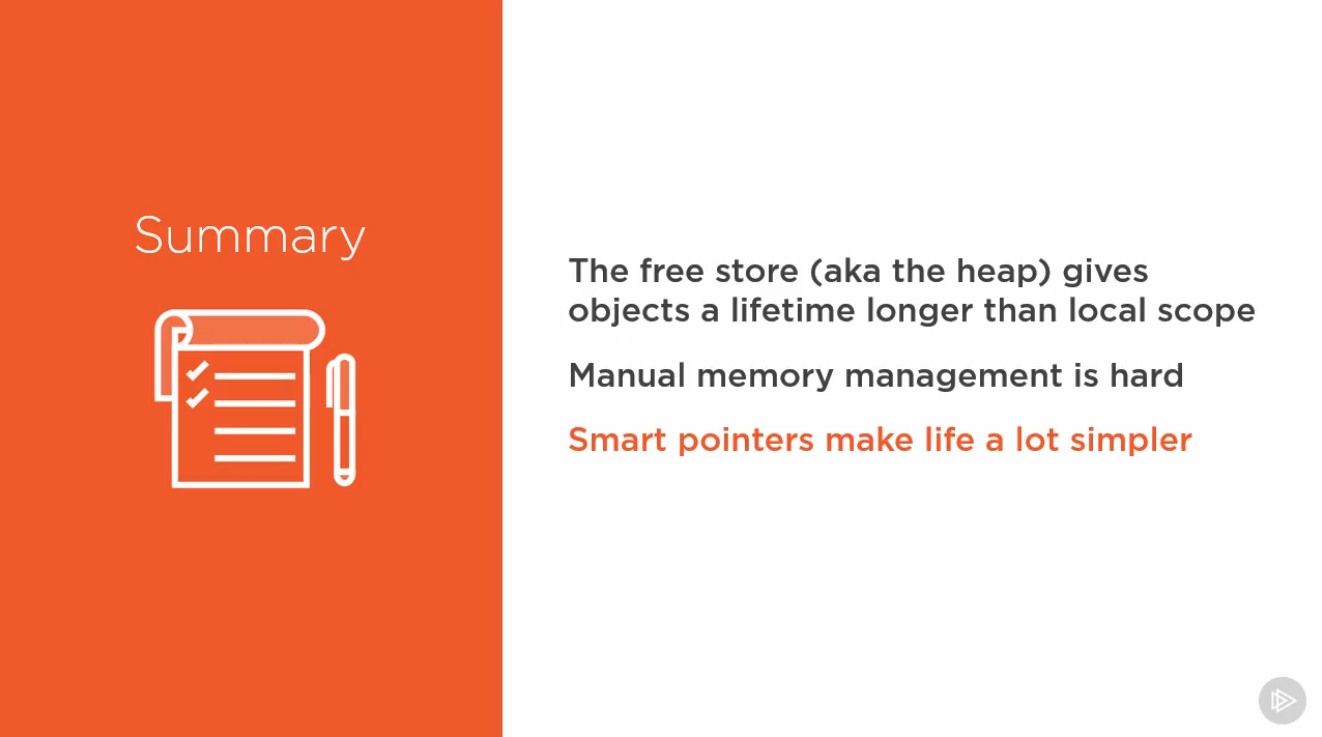 Summary
The free store (aka the heap) gives
objects a lifetime longer than local scope
Manual memory management is hard
Smart pointers make life a lot simpler